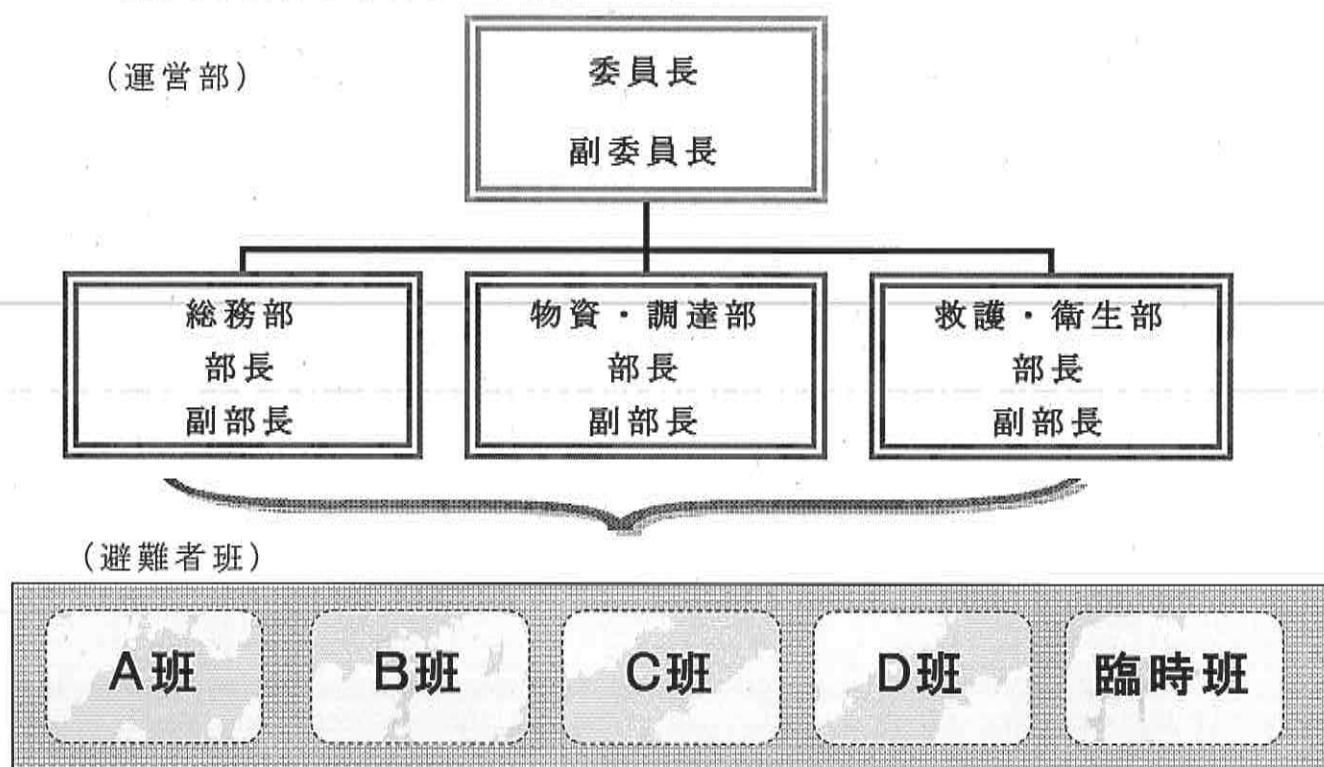 (運営部)
委員長
副委員長
総務部
部長
副部長
物資・調達部
部長
副部長
救護・衛生部
部長
副部長
(避難者班)
A班
B班
C班
D班
臨時班